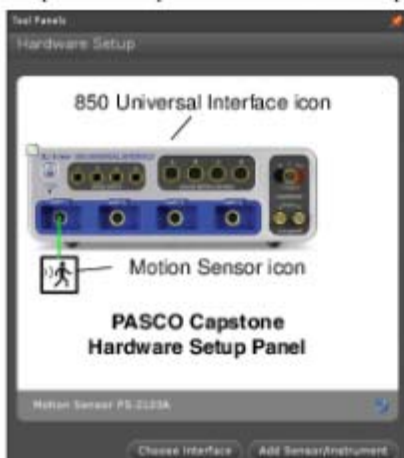 Tool Panels
Hardware Setup
850 Universal Interface icon
Motion Sensor icon
PASCO Capstone
Hardware Setup Panel
Motion Sensor PS-2103A
Choose Interface
Add Sensor/Instrument